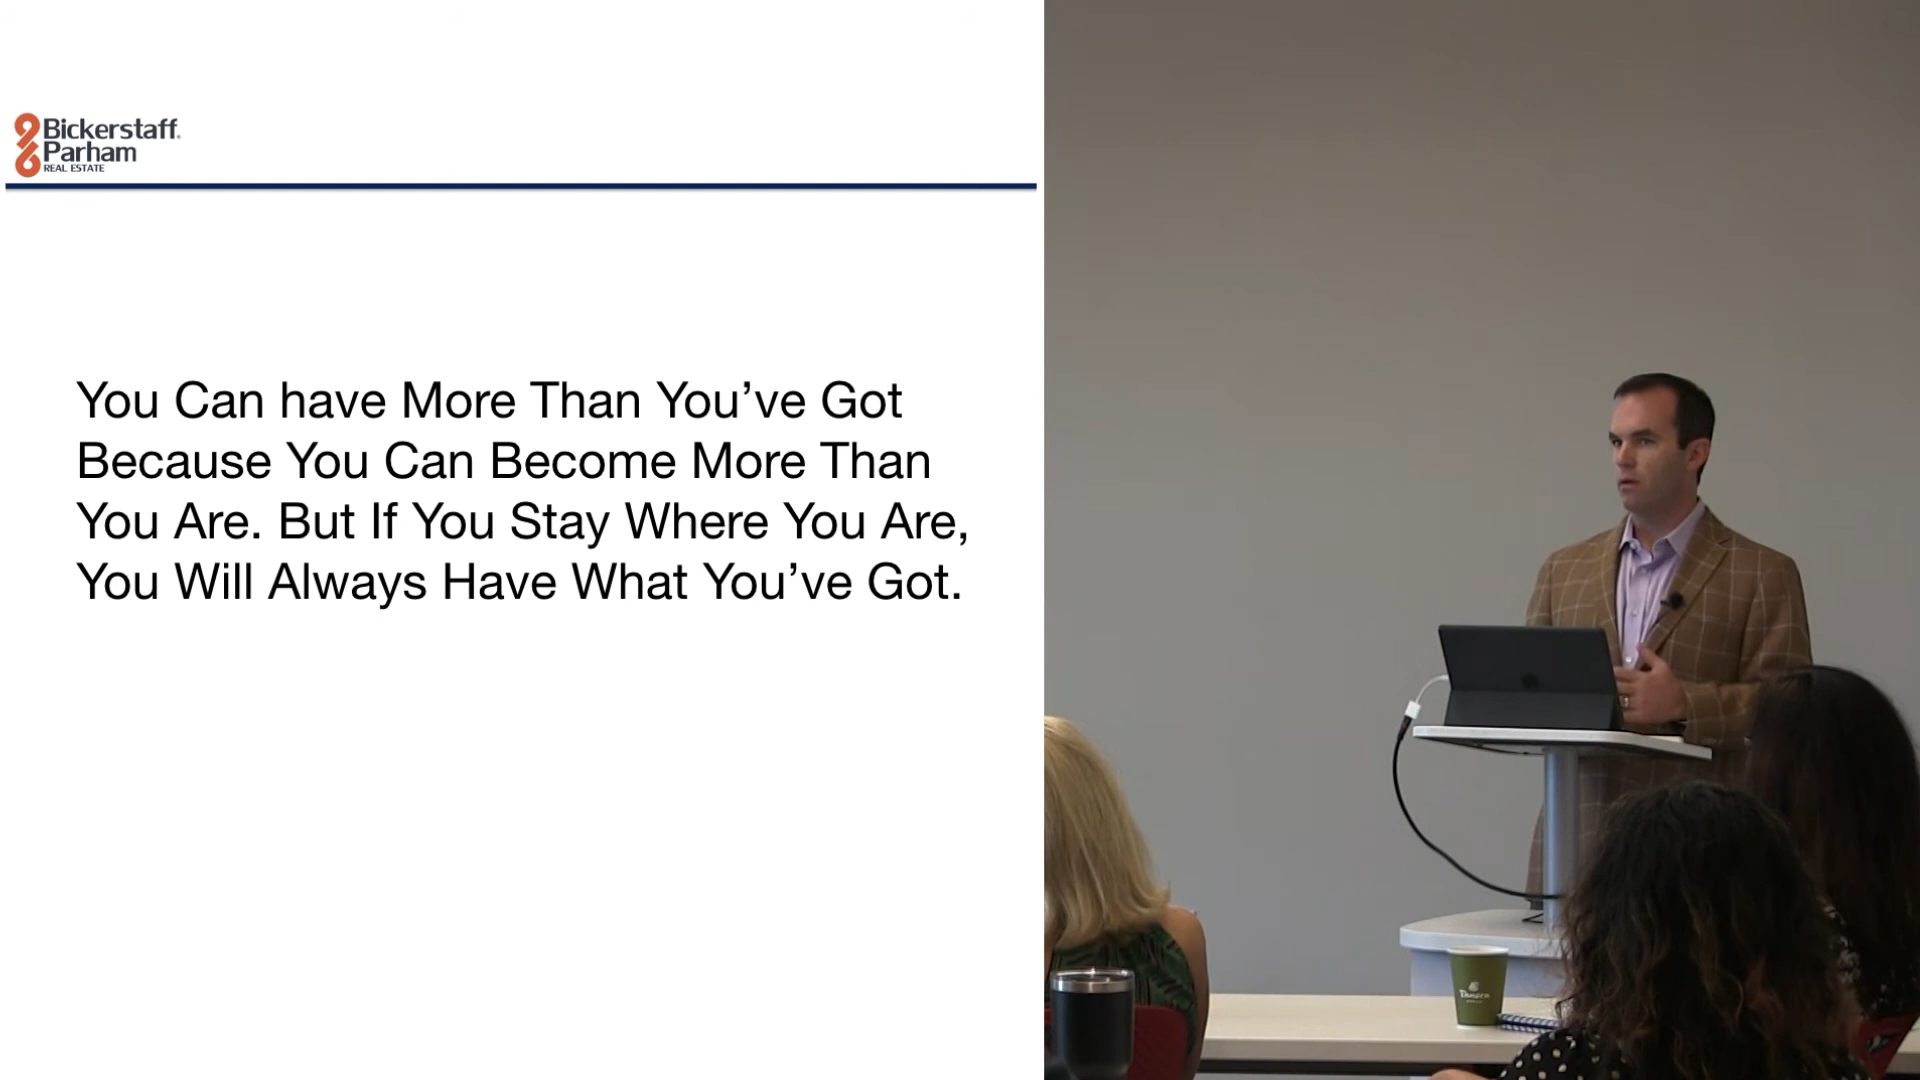 Bickerstaff
Parham
REAL ESTATE
You Can have More Than You’ve Got
Because You Can Become More Than
You Are. But If You Stay Where You Are,
You Will Always Have What You’ve Got.
Panera